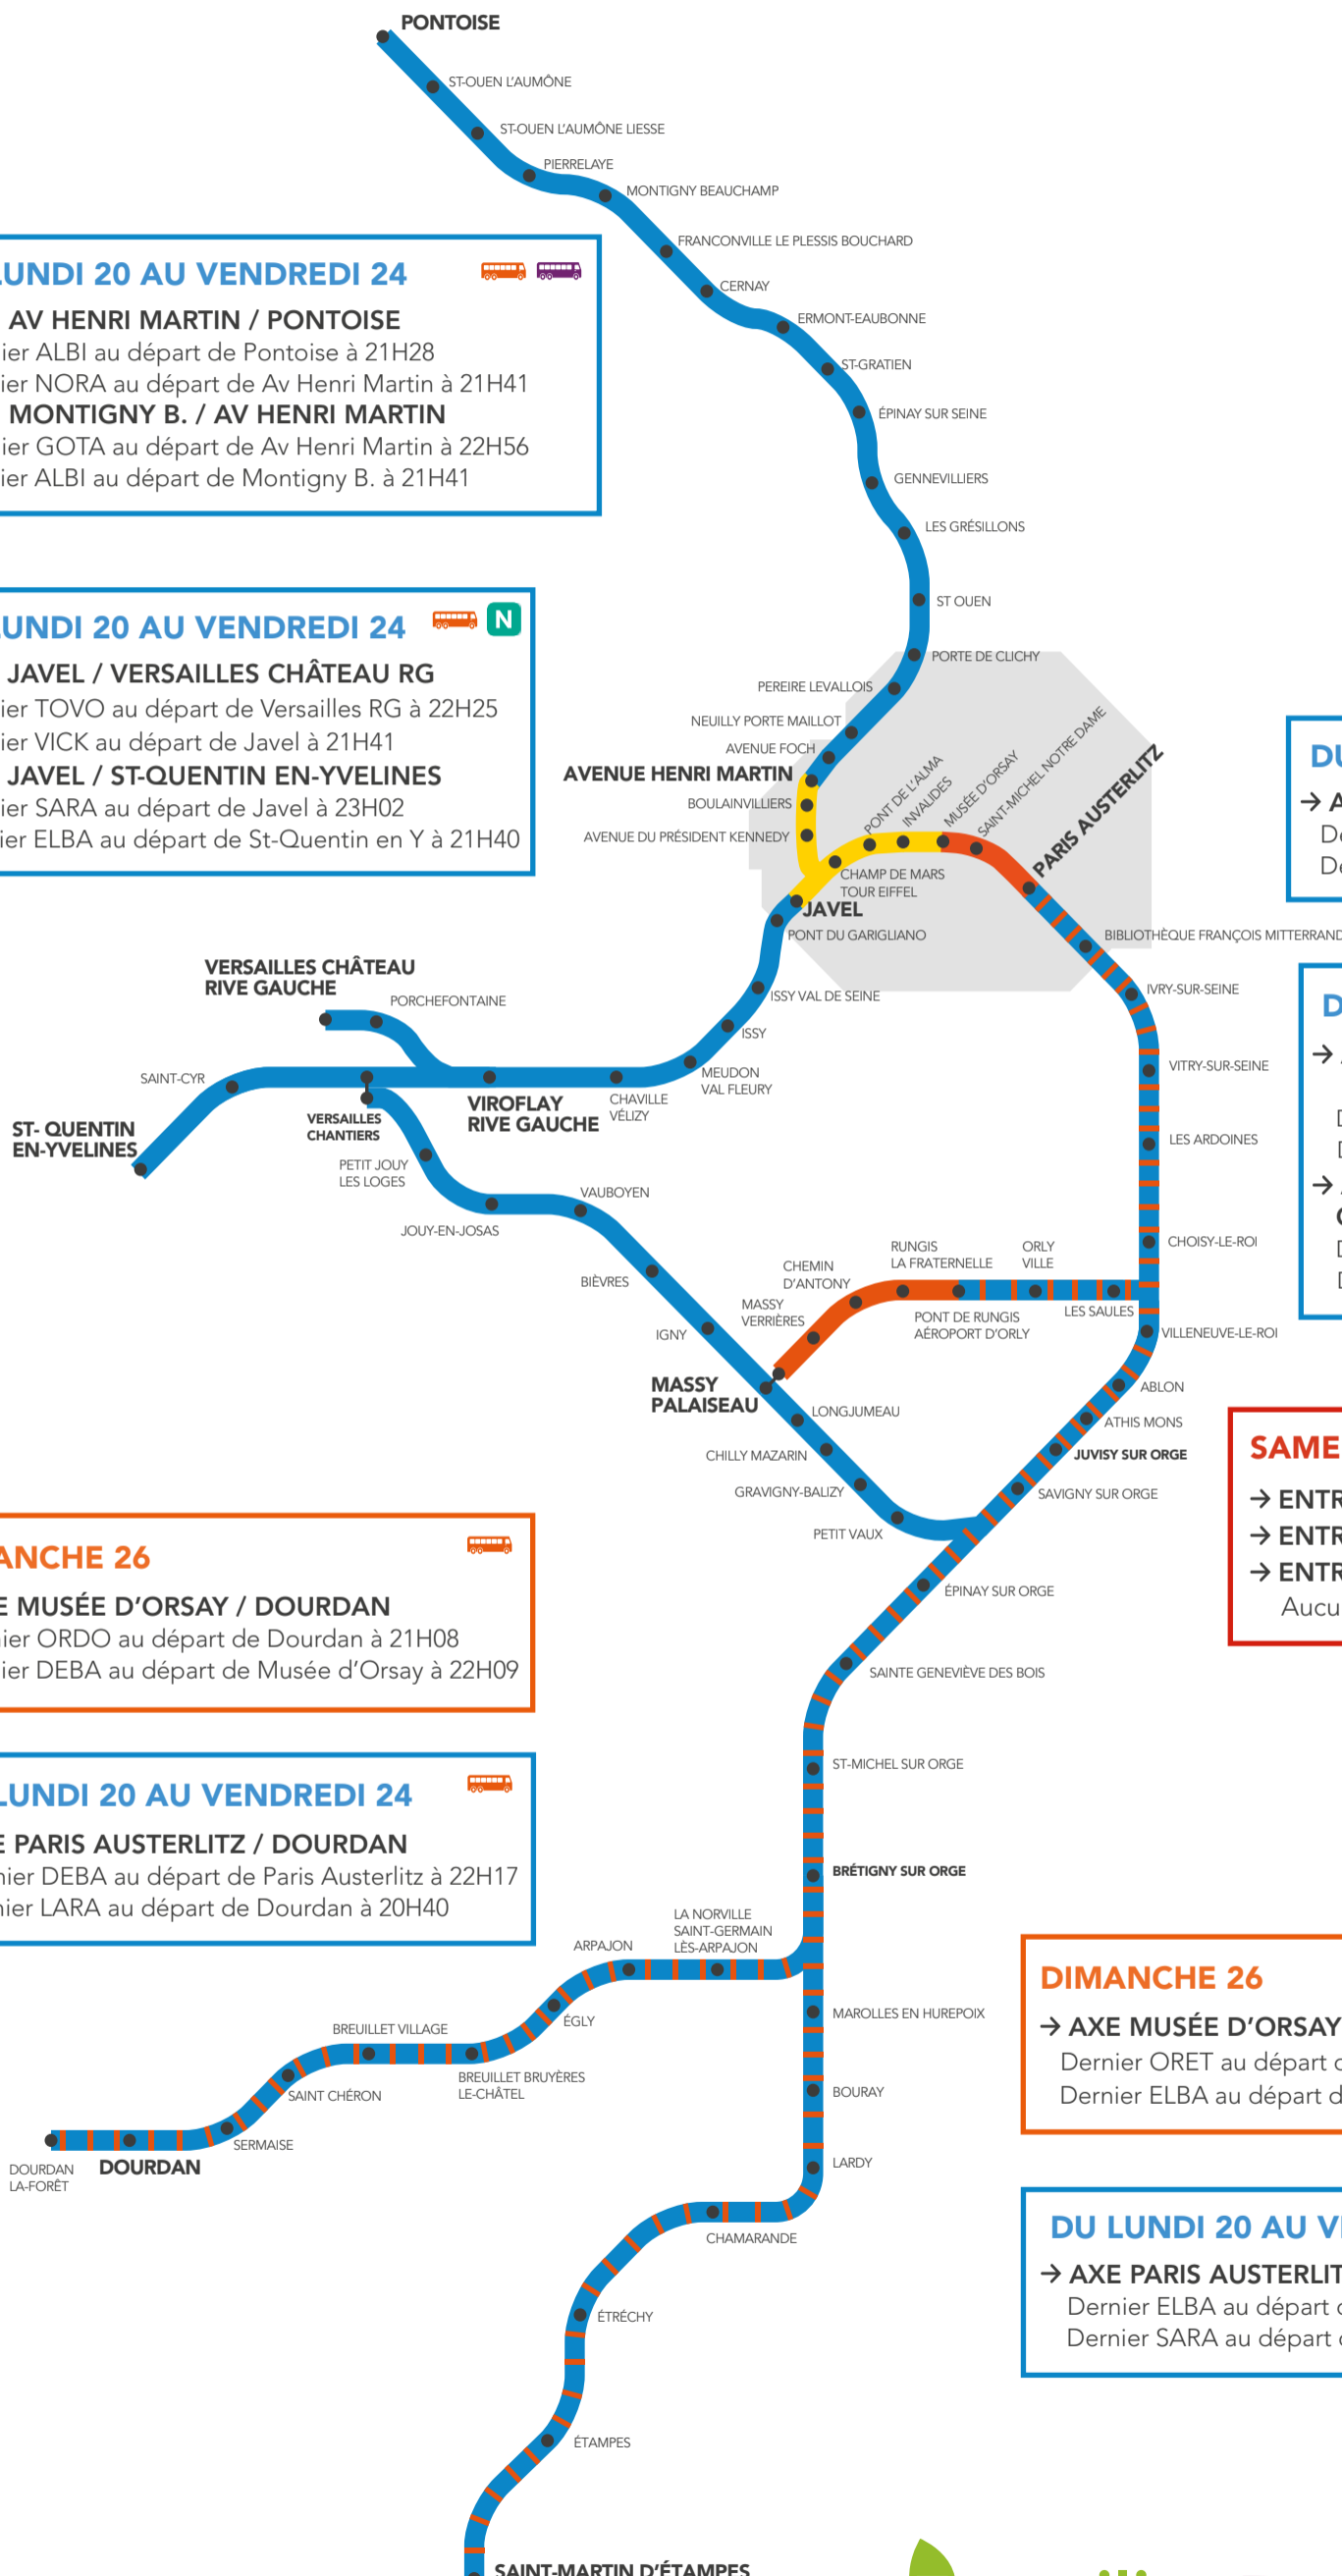 PONTOISE
ST-OUEN L'AUMÔNE
ST-OUEN L'AUMÔNE LIESSE
PIERRELAYE
MONTIGNY BEAUCHAMP
FRANCONVILLE LE PLESSIS BOUCHARD
CERNAY
ERMONT-EAUBONNE
ST-GRATIEN
ÉPINAY SUR SEINE
GENNEVILLIERS
LES GRÉSILLONS
ST OUEN
PORTE DE CLICHY
PEREIRE LEVALLOIS
NEUILLY PORTE MAILLOT
AVENUE FOCH
AVENUE HENRI MARTIN
BOULAINVILLIERS
AVENUE DU PRÉSIDENT KENNEDY
PONT DE L'ALMA
INVALIDES
MUSÉE D'ORSAY
SAINT-MICHEL NOTRE DAME
PARIS AUSTERLITZ
CHAMP DE MARS
TOUR EIFFEL
JAVEL
PONT DU GARIGLIANO
BIBLIOTHÈQUE FRANÇOIS MITTERRAND
LUNDI 20 AU VENDREDI 24
AV HENRI MARTIN / PONTOISE
ier ALBI au départ de Pontoise à 21H28
ier NORA au départ de Av Henri Martin à 21H41
MONTIGNY B. / AV HENRI MARTIN
ier GOTA au départ de Av Henri Martin à 22H56
ier ALBI au départ de Montigny B. à 21H41
LUNDI 20 AU VENDREDI 24
N
JAVEL / VERSAILLES CHÂTEAU RG
ier TOVO au départ de Versailles RG à 22H25
ier VICK au départ de Javel à 21H41
JAVEL / ST-QUENTIN EN-YVELINES
ier SARA au départ de Javel à 23H02
ier ELBA au départ de St-Quentin en Y à 21H40
DU
→ A
De
De
D
→
D
D
→
C
D
D
VERSAILLES CHÂTEAU
RIVE GAUCHE
PORCHEFONTAINE
ISSY VAL DE SEINE
ISSY
MEUDON
VAL FLEURY
CHAVILLE
VÉLIZY
VIROFLAY
RIVE GAUCHE
SAINT-CYR
ST- QUENTIN
EN-YVELINES
VERSAILLES
CHANTIERS
PETIT JOUY
LES LOGES
JOUY-EN-JOSAS
VAUBOYEN
BIÈVRES
IGNY
MASSY
PALAISEAU
LONGJUMEAU
CHILLY MAZARIN
GRAVIGNY-BALIZY
PETIT VAUX
IVRY-SUR-SEINE
VITRY-SUR-SEINE
LES ARDOINES
CHOISY-LE-ROI
RUNGIS
LA FRATERNELLE
ORLY
VILLE
CHEMIN
D'ANTONY
MASSY
VERRIÈRES
PONT DE RUNGIS
AÉROPORT D'ORLY
LES SAULES
VILLENEUVE-LE-ROI
ABLON
ATHIS MONS
JUVISY SUR ORGE
SAVIGNY SUR ORGE
ÉPINAY SUR ORGE
SAINTE GENEVIÈVE DES BOIS
ST-MICHEL SUR ORGE
BRÉTIGNY SUR ORGE
SAME
→ ENTR
→ ENTR
→ ENTR
Aucu
ANCHE 26
E MUSÉE D'ORSAY / DOURDAN
nier ORDO au départ de Dourdan à 21H08
nier DEBA au départ de Musée d'Orsay à 22H09
LUNDI 20 AU VENDREDI 24
E PARIS AUSTERLITZ / DOURDAN
nier DEBA au départ de Paris Austerlitz à 22H17
nier LARA au départ de Dourdan à 20H40
LA NORVILLE
SAINT-GERMAIN
LÈS-ARPAJON
ARPAJON
ÉGLY
BREUILLET VILLAGE
BREUILLET BRUYÈRES
LE-CHÂTEL
SAINT CHÉRON
SERMAISE
DOURDAN
DOURDAN
LA-FORÊT
MAROLLES EN HUREPOIX
BOURAY
LARDY
CHAMARANDE
ÉTRÉCHY
ÉTAMPES
SAINT-MARTIN D'ÉTAMPES
DIMANCHE 26
→ AXE MUSÉE D'ORSAY
Dernier ORET au départ d
Dernier ELBA au départ d
DU LUNDI 20 AU VE
→ AXE PARIS AUSTERLIT
Dernier ELBA au départ d
Dernier SARA au départ d